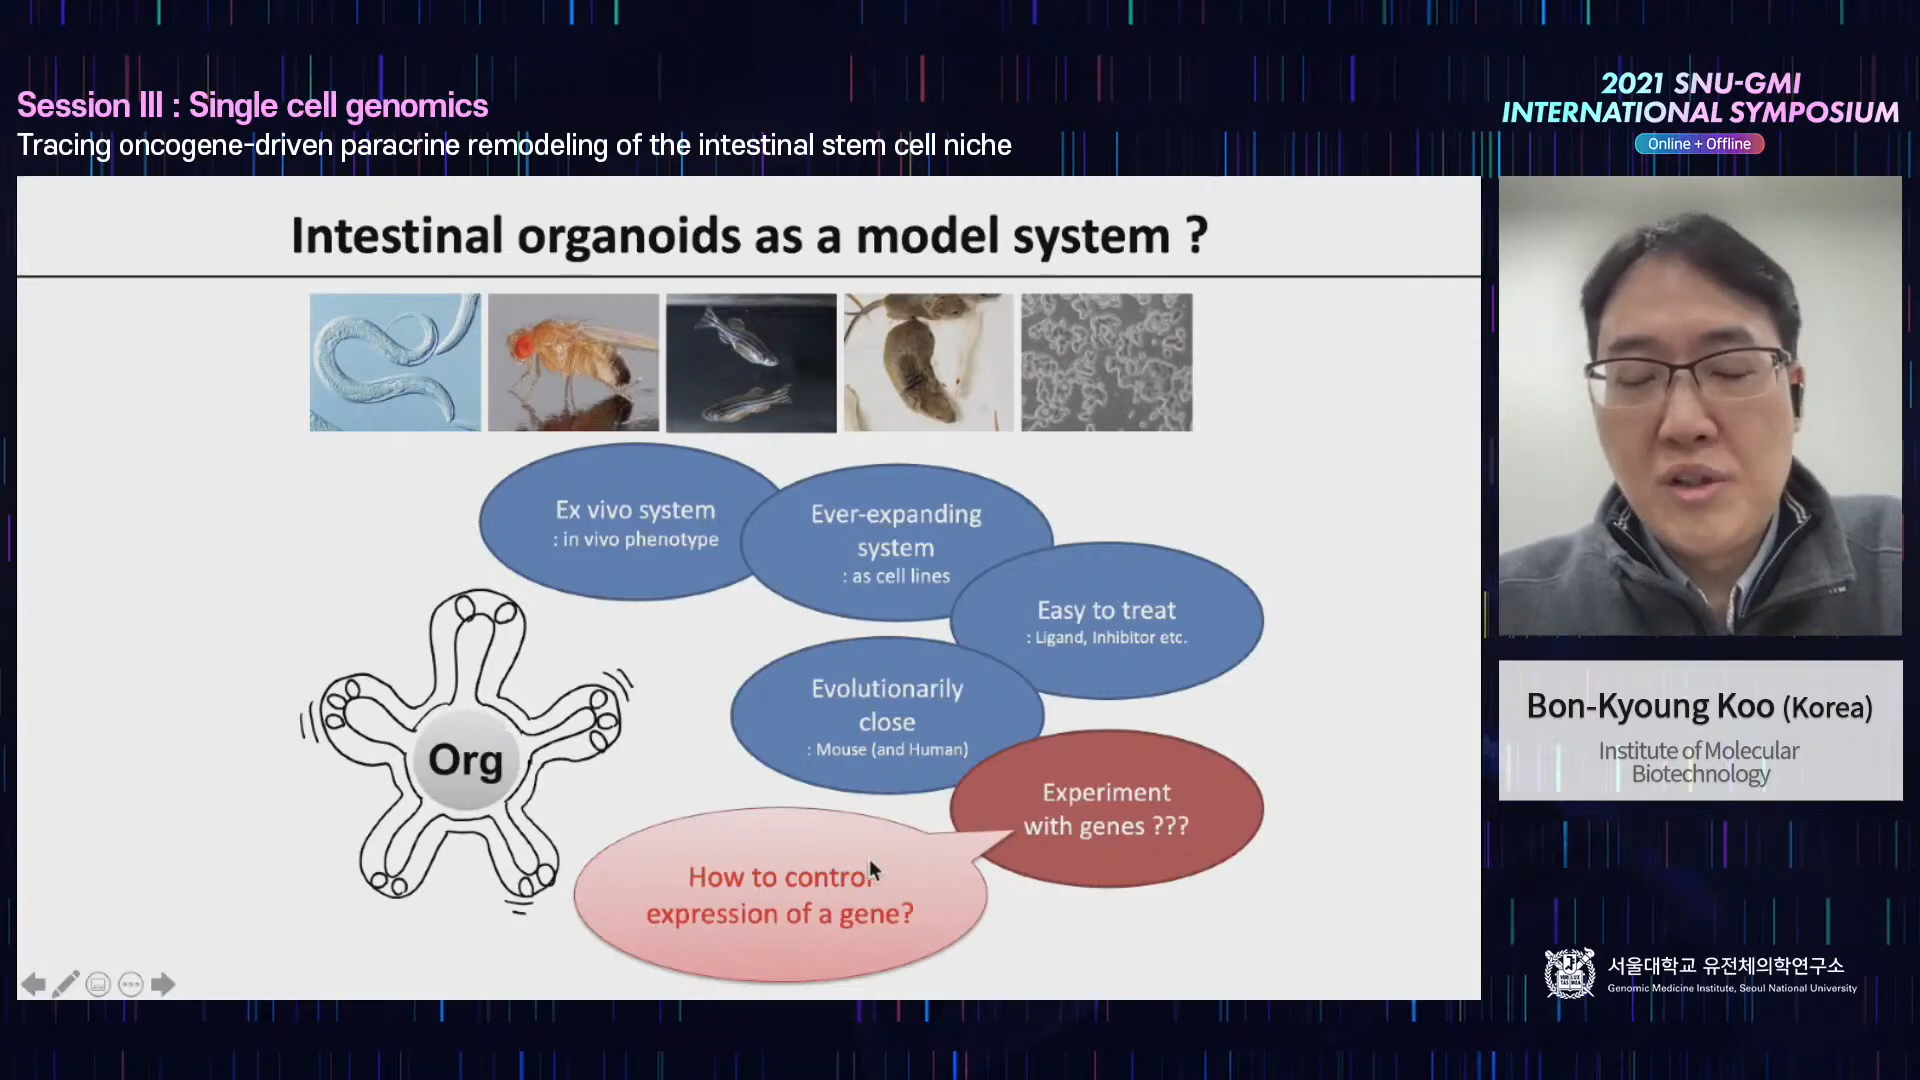 Session III : Single cell genomics
Tracing oncogene-driven paracrine remodeling of the intestinal stem cell niche
2021 SNU-GMI
INTERNATIONAL SYMPOSIUM
Online + Offline
Intestinal organoids as a model system ?
Ex vivo system
: in vivo phenotype
Ever-expanding
system
: as cell lines
Easy to treat
: Ligand, Inhibitor etc.
Evolutionarily
close
: Mouse (and Human)
Experiment
with genes ???
Org
How to control
expression of a gene?
Bon-Kyoung Koo (Korea)
Institute of Molecular
Biotechnology
서울대학교 유전체의학연구소
Genomic Medicine Institute, Seoul National University